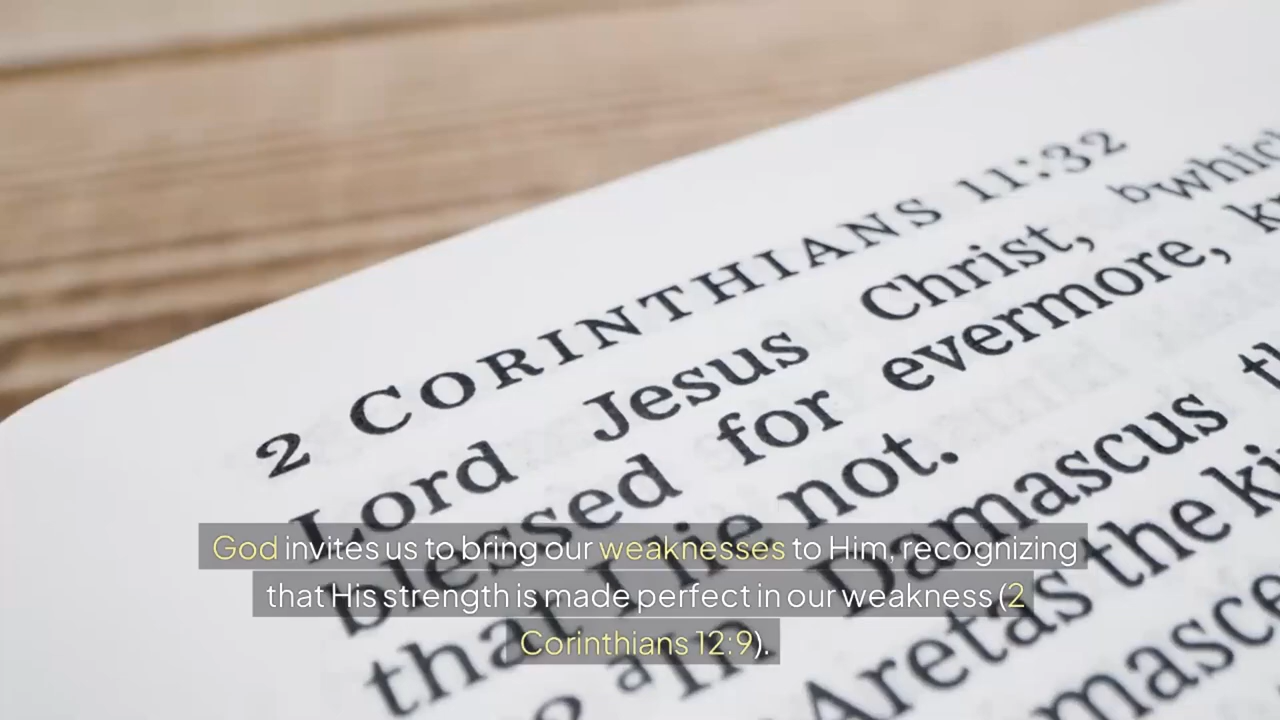 2 CORINTHIANS 11:32
Lord Jesus Christ, b which
blessed for evermore,
that I lie not.
a In Damascus
Aretas the
God invites us to bring our weaknesses to Him, recognizing
that His strength is made perfect in our weakness (2
Corinthians 12:9).